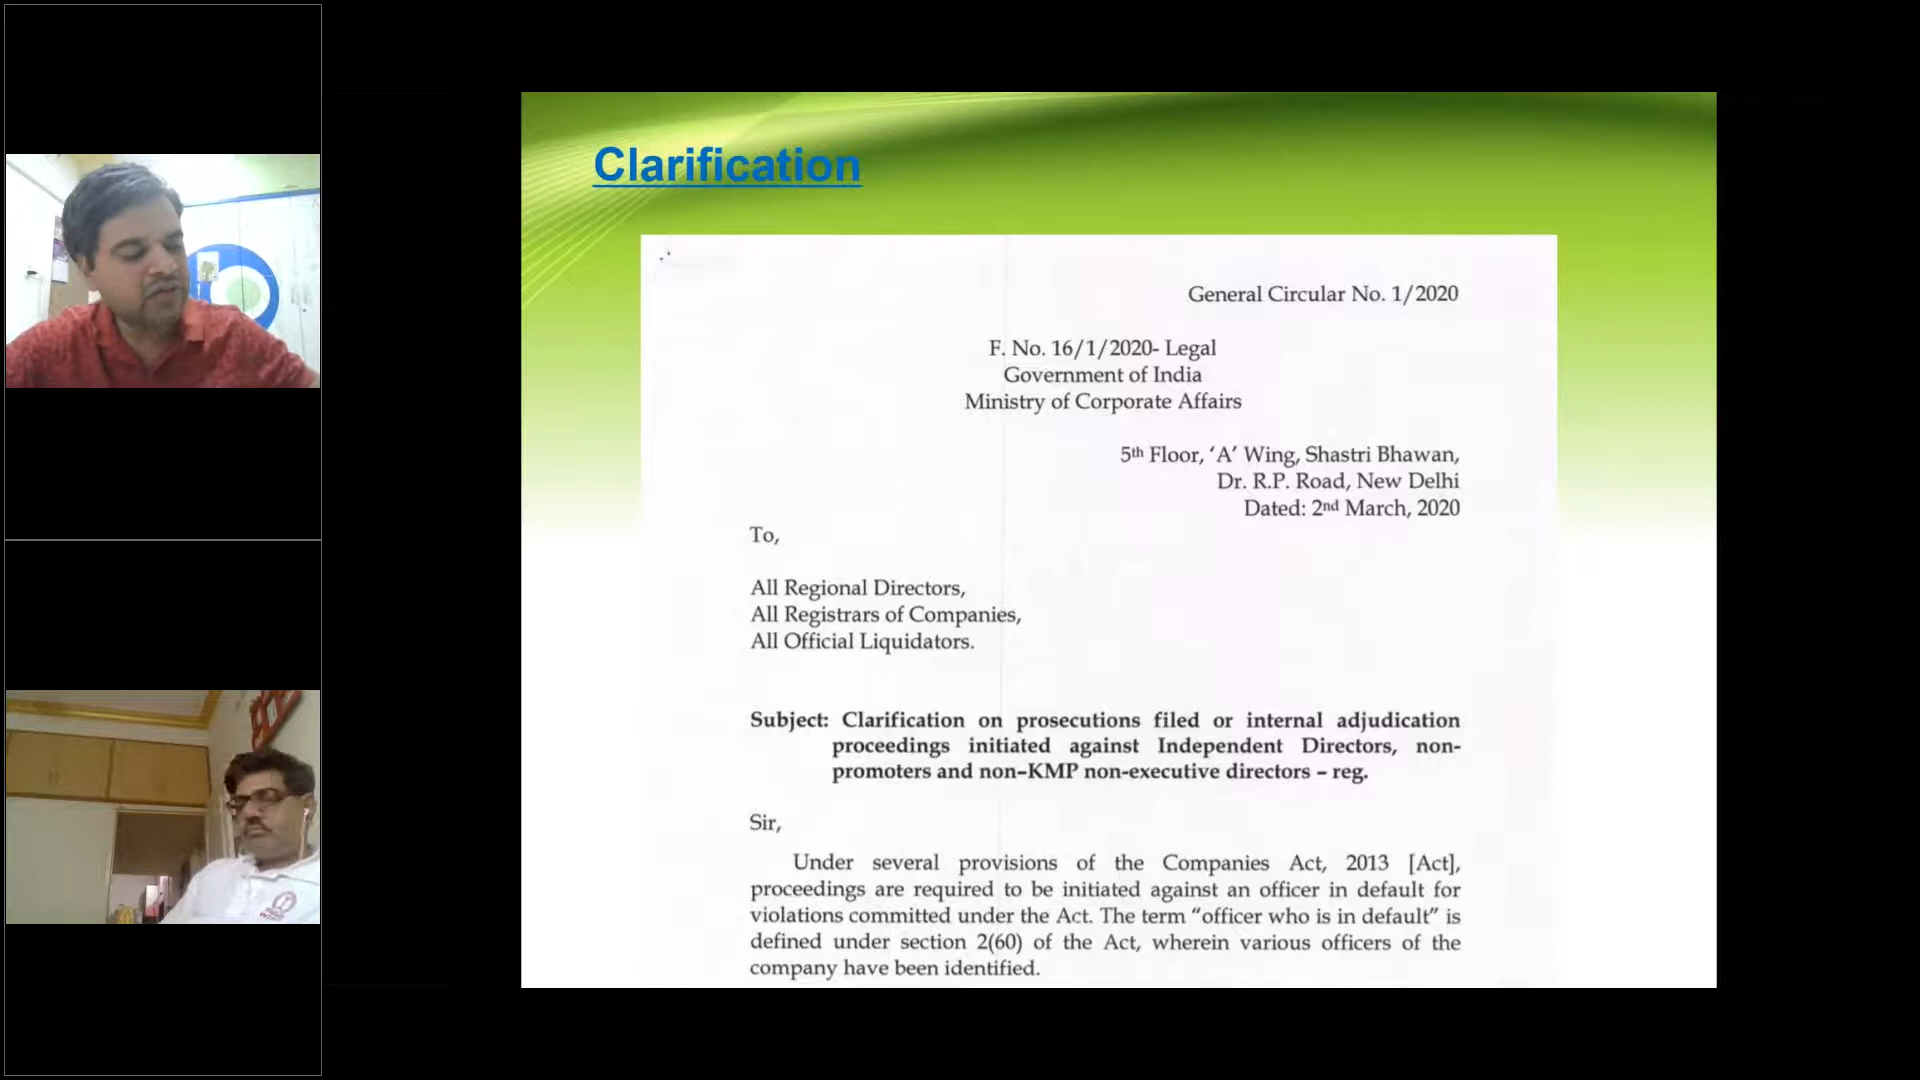 Clarification
General Circular No. 1/2020
F. No. 16/1/2020- Legal
Government of India
Ministry of Corporate Affairs
5th Floor, ‘A’ Wing, Shastri Bhawan,
Dr. R.P. Road, New Delhi
Dated: 2nd March, 2020
To,
All Regional Directors,
All Registrars of Companies,
All Official Liquidators.
Subject: Clarification on prosecutions filed or internal adjudication
proceedings initiated against Independent Directors, non-
promoters and non–KMP non-executive directors – reg.
Sir,
Under several provisions of the Companies Act, 2013 [Act],
proceedings are required to be initiated against an officer in default for
violations committed under the Act. The term “officer who is in default” is
defined under section 2(60) of the Act, wherein various officers of the
company have been identified.